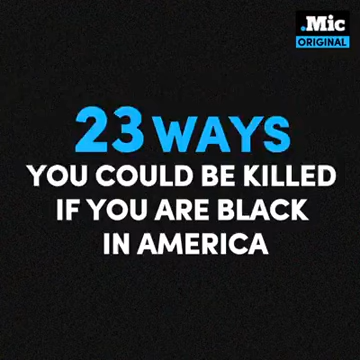 .Mic
ORIGINAL
23 WAYS
YOU COULD BE KILLED
IF YOU ARE BLACK
IN AMERICA